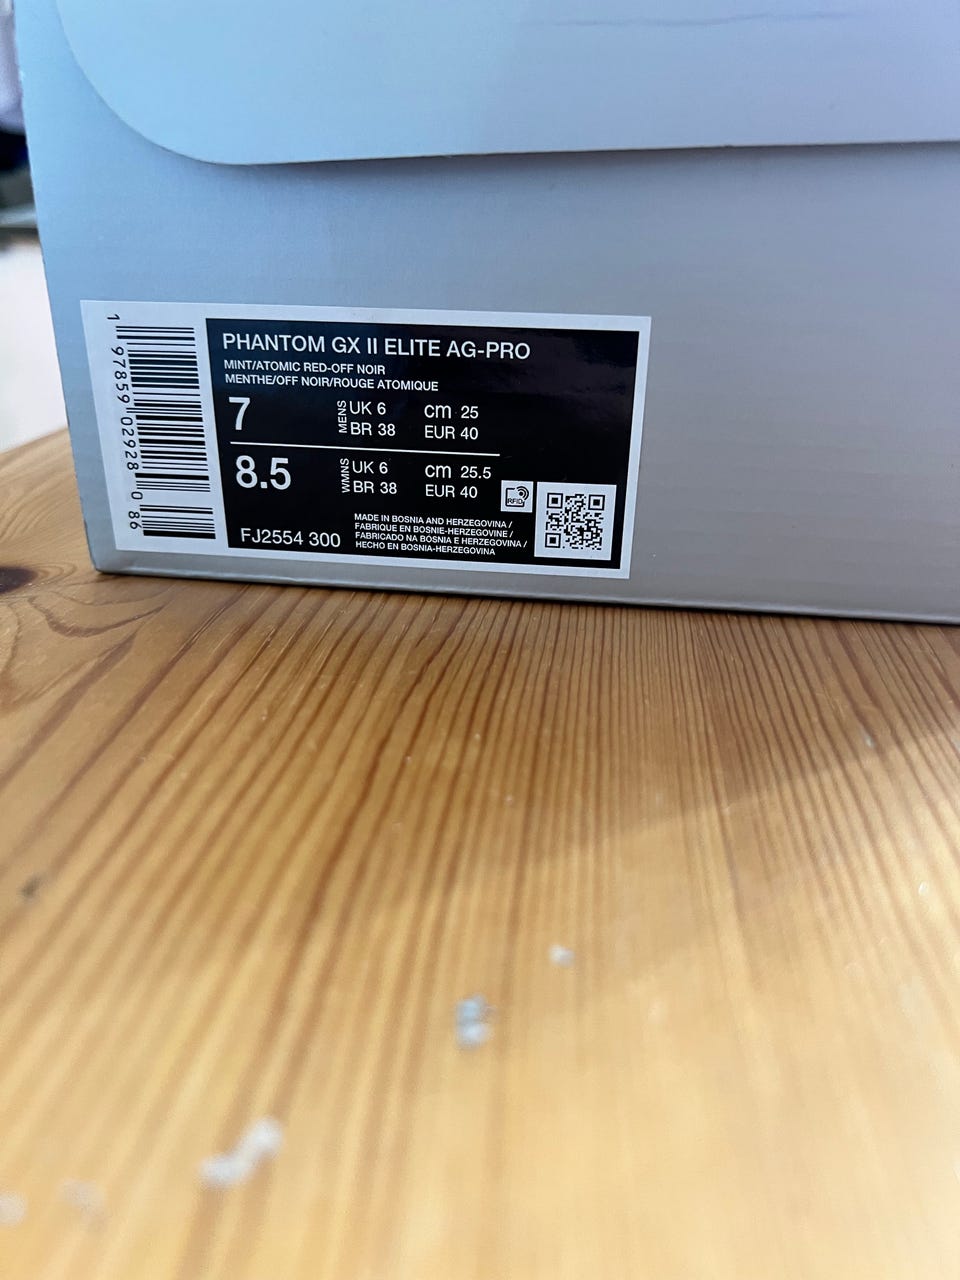 PHANTOM GX II ELITE AG-PRO
MINT/ATOMIC RED-OFF NOIR
MENTHE/OFF NOIR/ROUGE ATOMIQUE
7 MENS UK 6 cm 25
BR 38 EUR 40
8.5 WMNS UK 6 cm 25.5
BR 38 EUR 40
RFID
FJ2554 300
MADE IN BOSNIA AND HERZEGOVINA /
FABRIQUE EN BOSNIE-HERZEGOVINE /
FABRICADO NA BOSNIA E HERZEGOVINA /
HECHO EN BOSNIA-HERZEGOVINA
1 97859 02928 0 86